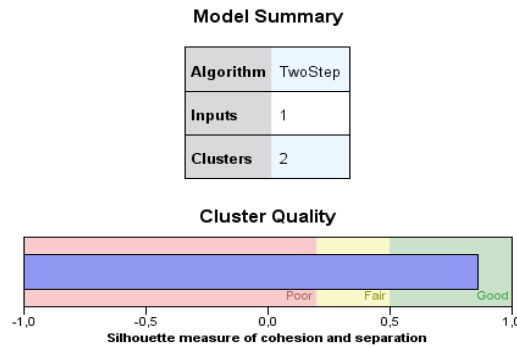 Model Summary
Algorithm TwoStep
Inputs 1
Clusters 2
Cluster Quality
Poor Fair Good
-1,0 -0,5 0,0 0,5 1,0
Silhouette measure of cohesion and separation